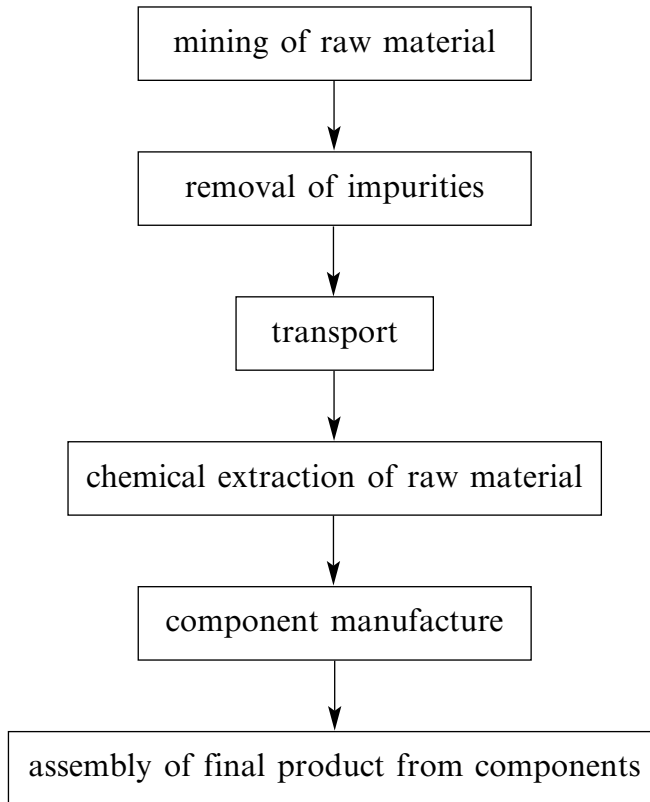 mining of raw material
removal of impurities
transport
chemical extraction of raw material
component manufacture
assembly of final product from components